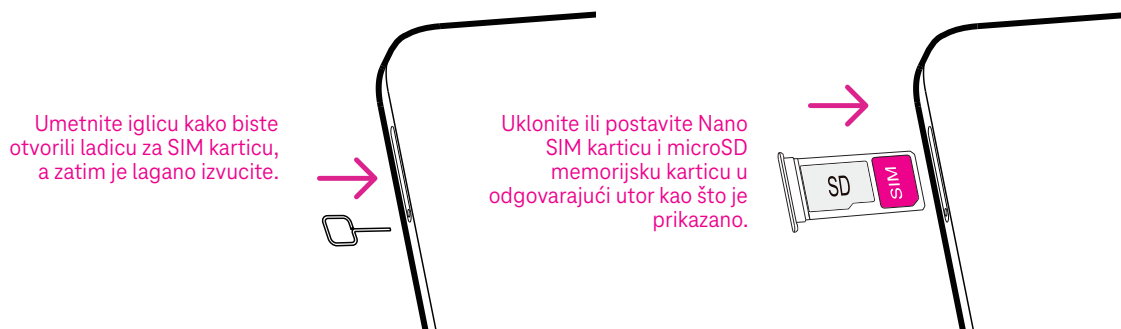 Umetnite iglicu kako biste
otvorili ladicu za SIM karticu,
a zatim je lagano izvucite.
Uklonite ili postavite Nano
SIM karticu i microSD
memorijsku karticu u
odgovarajući utor kao što je
prikazano.
SD
SIM